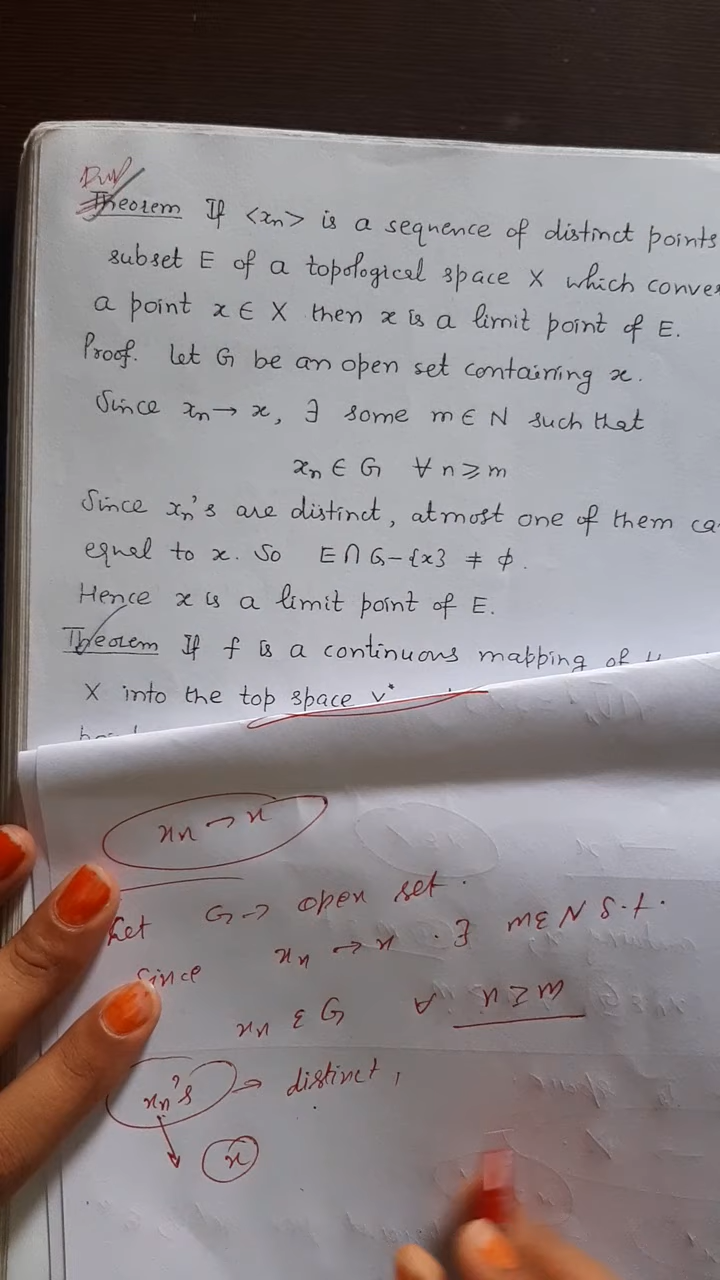 Theorem If <xn> is a sequence of distinct points
subset E of a topological space X which conver
a point x ∈ X then x is a limit point of E.
Proof. Let G be an open set containing x.
Since xn → x, ∃ some m ∈ N such that
xn ∈ G ∀ n ≥ m
Since xn's are distinct, atmost one of them ca
equal to x. So E ∩ G - {x} ≠ ϕ.
Hence x is a limit point of E.
Theorem If f is a continuous mapping of
X into the top space
xn → x
Let G → open set.
Since xn → x . ∃ m ∈ N S.t.
xn ∈ G ∀ n ≥ m
xn's → distinct,
x